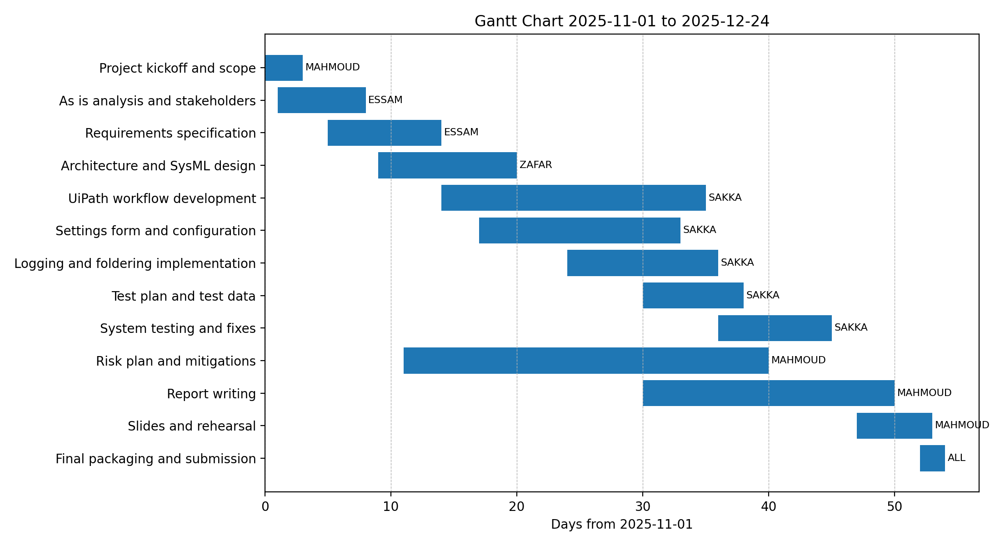 Gantt Chart 2025-11-01 to 2025-12-24
Project kickoff and scope
MAHMOUD
As is analysis and stakeholders
ESSAM
Requirements specification
ESSAM
Architecture and SysML design
ZAFAR
UiPath workflow development
SAKKA
Settings form and configuration
SAKKA
Logging and foldering implementation
SAKKA
Test plan and test data
SAKKA
System testing and fixes
SAKKA
Risk plan and mitigations
MAHMOUD
Report writing
MAHMOUD
Slides and rehearsal
MAHMOUD
Final packaging and submission
ALL
0 10 20 30 40 50
Days from 2025-11-01